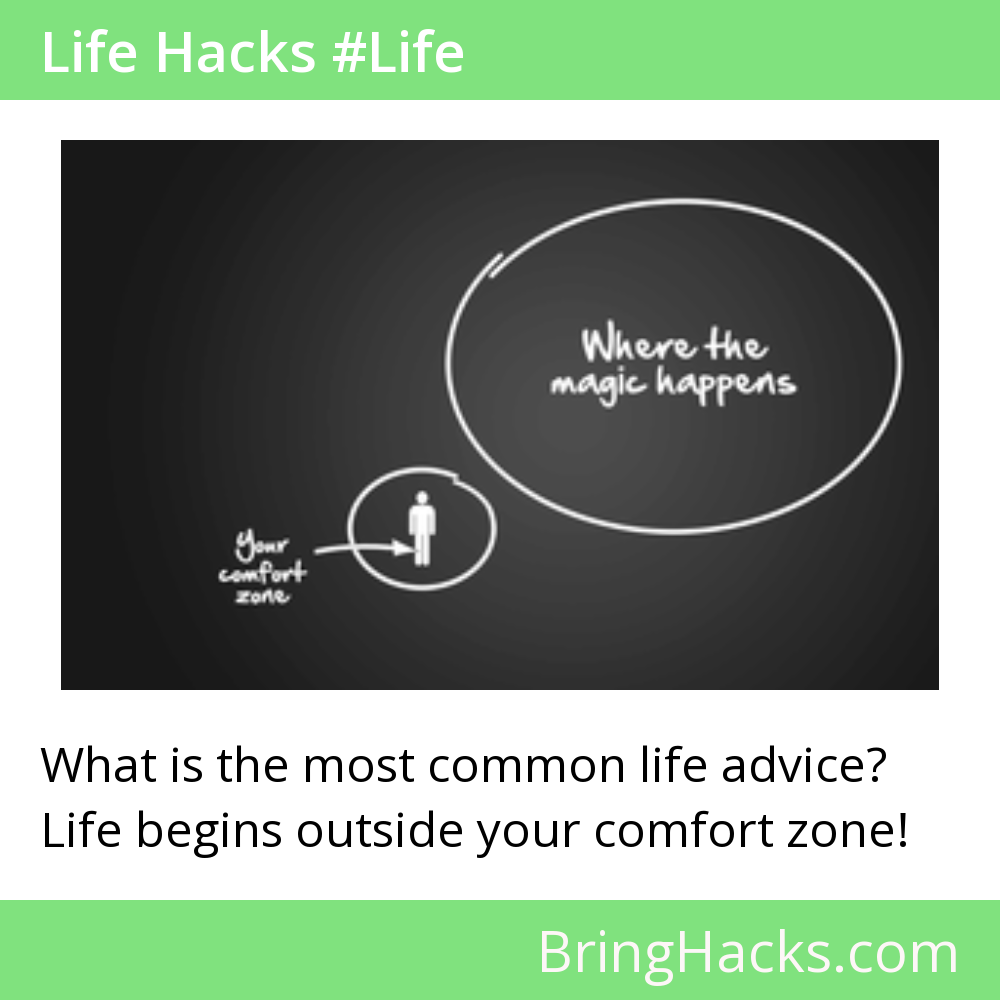 Life Hacks #Life
Where the
magic happens
Your
comfort
zone
What is the most common life advice?
Life begins outside your comfort zone!
BringHacks.com